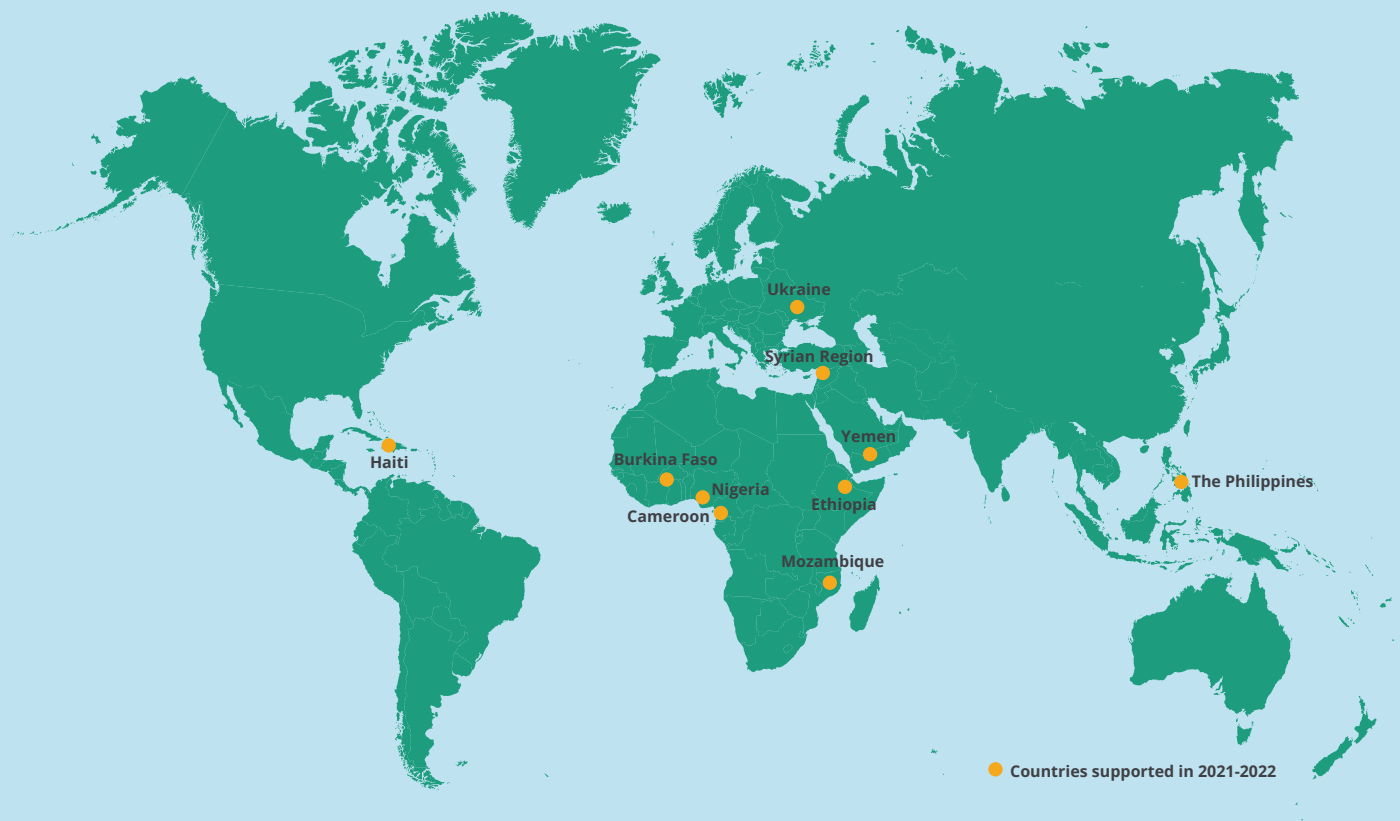 Ukraine
Syrian Region
Yemen
Haiti
Burkina Faso
The Philippines
Nigeria
Ethiopia
Cameroon
Mozambique
Countries supported in 2021-2022